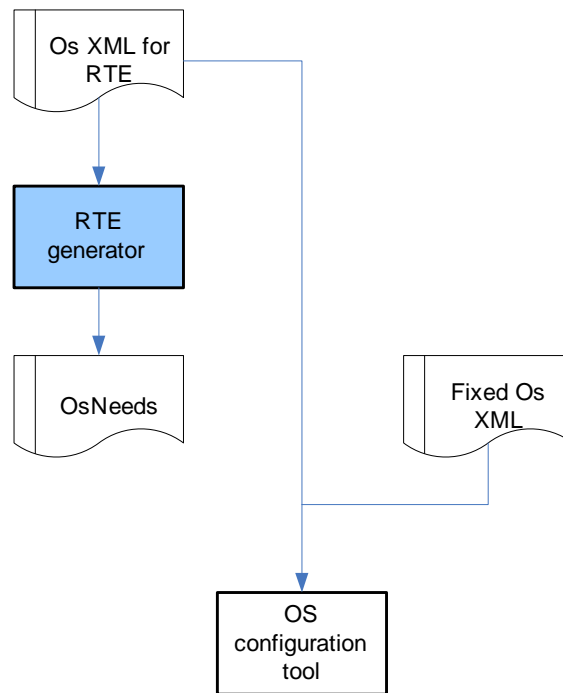 Os XML for
RTE
RTE
generator
OsNeeds
Fixed Os
XML
OS
configuration
tool